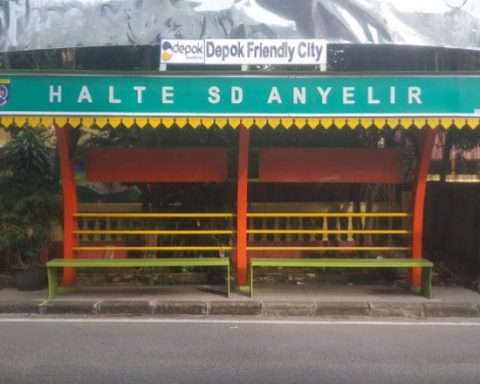 depok Depok Friendly City
HALTE SD ANYELIR